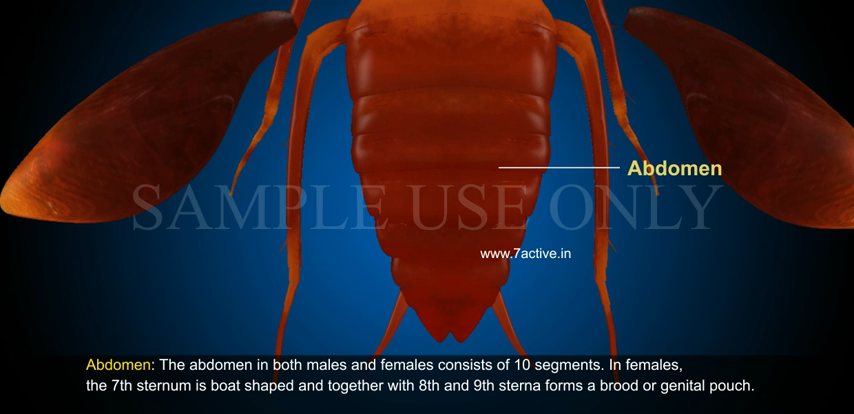 Abdomen
SAMPLE USE ONLY
www.7active.in
Abdomen: The abdomen in both males and females consists of 10 segments. In females,
the 7th sternum is boat shaped and together with 8th and 9th sterna forms a brood or genital pouch.